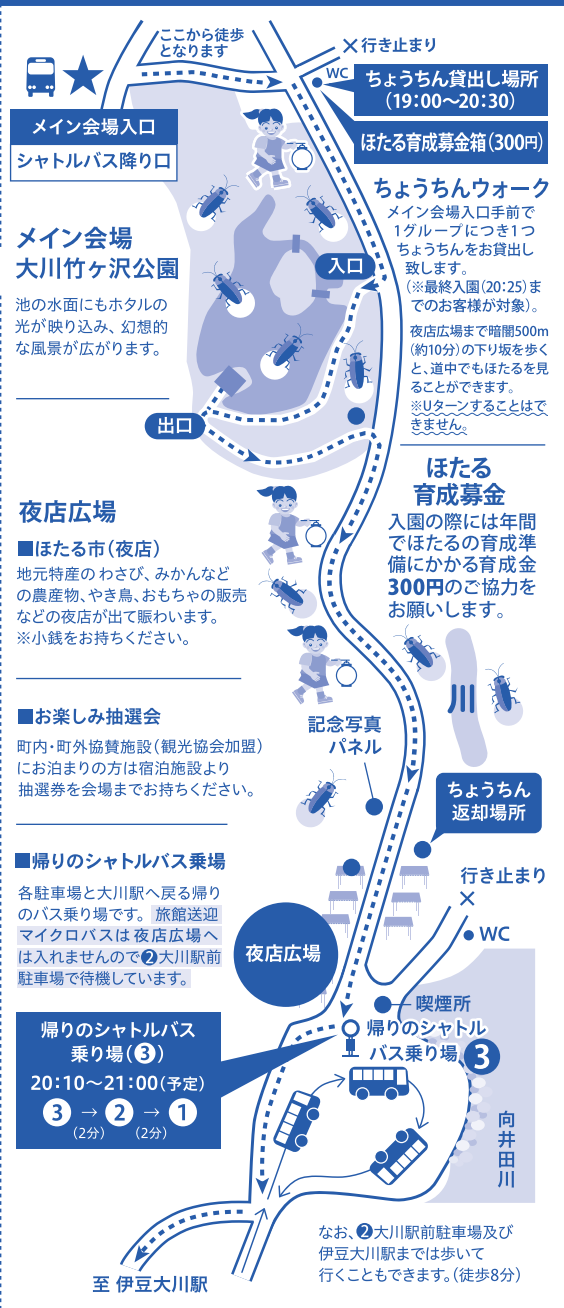 ここから徒歩
となります
行き止まり
WC
ちょうちん貸出し場所
(19:00〜20:30)
ほたる育成募金箱(300円)
メイン会場入口
シャトルバス降り口
ちょうちんウォーク
メイン会場入口手前で
1グループにつき1つ
ちょうちんをお貸出し
致します。
(※最終入園(20:25)ま
でのお客様が対象)。
夜店広場まで暗闇500m
(約10分)の下り坂を歩く
と、道中でもほたるを見
ることができます。
※Uターンすることはで
きません。
メイン会場
大川竹ヶ沢公園
池の水面にもホタルの
光が映り込み、幻想的
な風景が広がります。
入口
出口
ほたる
育成募金
入園の際には年間
でほたるの育成準
備にかかる育成金
300円のご協力を
お願いします。
夜店広場
■ほたる市(夜店)
地元特産のわさび、みかんなど
の農産物、やき鳥、おもちゃの販売
などの夜店が出て賑わいます。
※小銭をお持ちください。
川
■お楽しみ抽選会
町内・町外協賛施設(観光協会加盟)
にお泊まりの方は宿泊施設より
抽選券を会場までお持ちください。
記念写真
パネル
ちょうちん
返却場所
■帰りのシャトルバス乗場
各駐車場と大川駅へ戻る帰り
のバス乗り場です。旅館送迎
マイクロバスは夜店広場へ
は入れませんので❷大川駅前
駐車場で待機しています。
夜店広場
行き止まり
WC
喫煙所
帰りのシャトル
バス乗り場 ❸
帰りのシャトルバス
乗り場(❸)
20:10〜21:00(予定)
③→②→①
(2分) (2分)
向井田川
なお、❷大川駅前駐車場及び
伊豆大川駅までは歩いて
行くこともできます。(徒歩8分)
至 伊豆大川駅